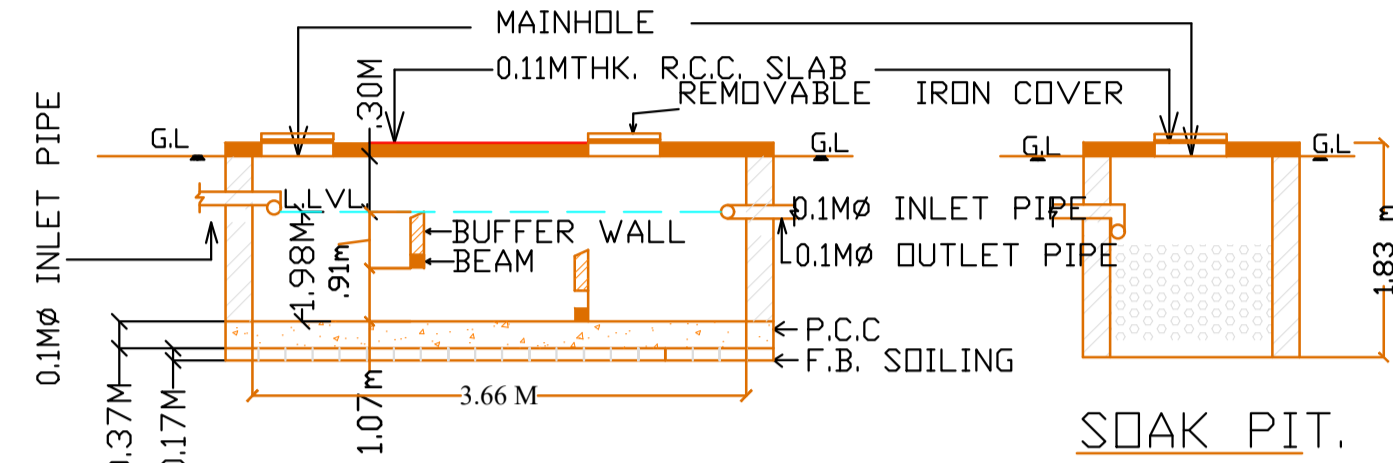 MAINHOLE
0.11MTHK. R.C.C. SLAB
REMOVABLE IRON COVER
.30M
G.L
G.L
G.L
G.L
0.1MØ INLET PIPE
L.LVL.
0.1MØ INLET PIPE
BUFFER WALL
BEAM
0.1MØ OUTLET PIPE
1.98M
.91m
1.83 m
P.C.C
F.B. SOILING
3.66 M
1.07m
0.37M
0.17M
SOAK PIT.